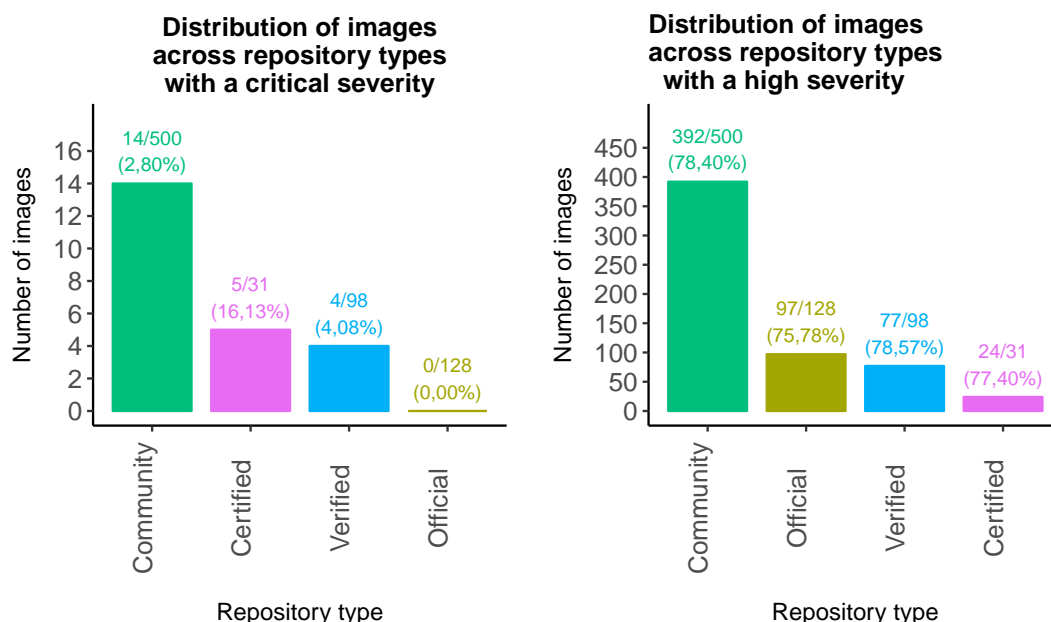 Distribution of images
across repository types
with a critical severity
Number of images
16
14
12
10
8
6
4
2
0
14/500
(2,80%)
5/31
(16,13%)
4/98
(4,08%)
0/128
(0,00%)
Community
Certified
Verified
Official
Repository type
Distribution of images
across repository types
with a high severity
Number of images
450
400
350
300
250
200
150
100
50
0
392/500
(78,40%)
97/128
(75,78%)
77/98
(78,57%)
24/31
(77,40%)
Community
Official
Verified
Certified
Repository type